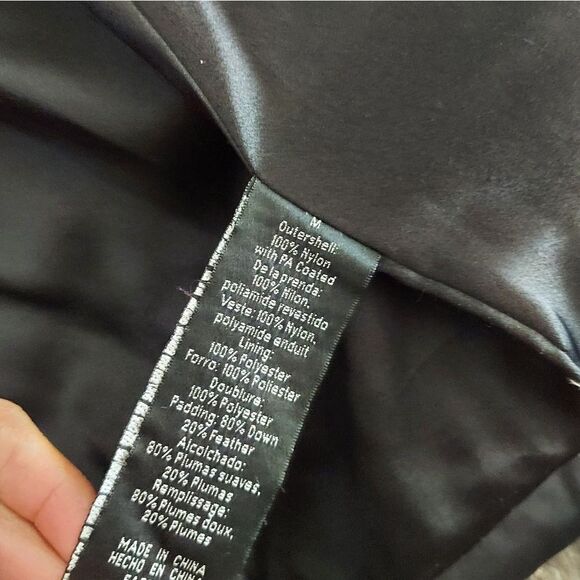 M
Outershell:
100% Nylon
with PA Coated
De la prenda:
100% Nilon,
poliamide revestido
Veste: 100% Nylon,
polyamide enduit
Lining:
100% Polyester
Forro: 100% Poliester
Doublure:
100% Polyester
Padding: 80% Down
20% Feather
Alcolchado:
80% Plumas suaves,
20% Plumas
Remplissage:
80% Plumes doux,
20% Plumes
MADE IN CHINA
HECHO EN CHINA